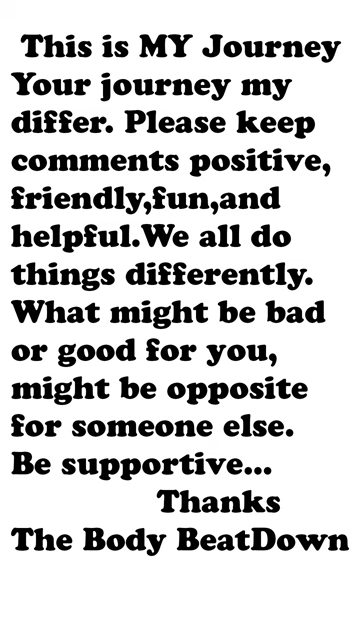 This is MY Journey
Your journey my
differ. Please keep
comments positive,
friendly,fun,and
helpful.We all do
things differently.
What might be bad
or good for you,
might be opposite
for someone else.
Be supportive...
Thanks
The Body BeatDown